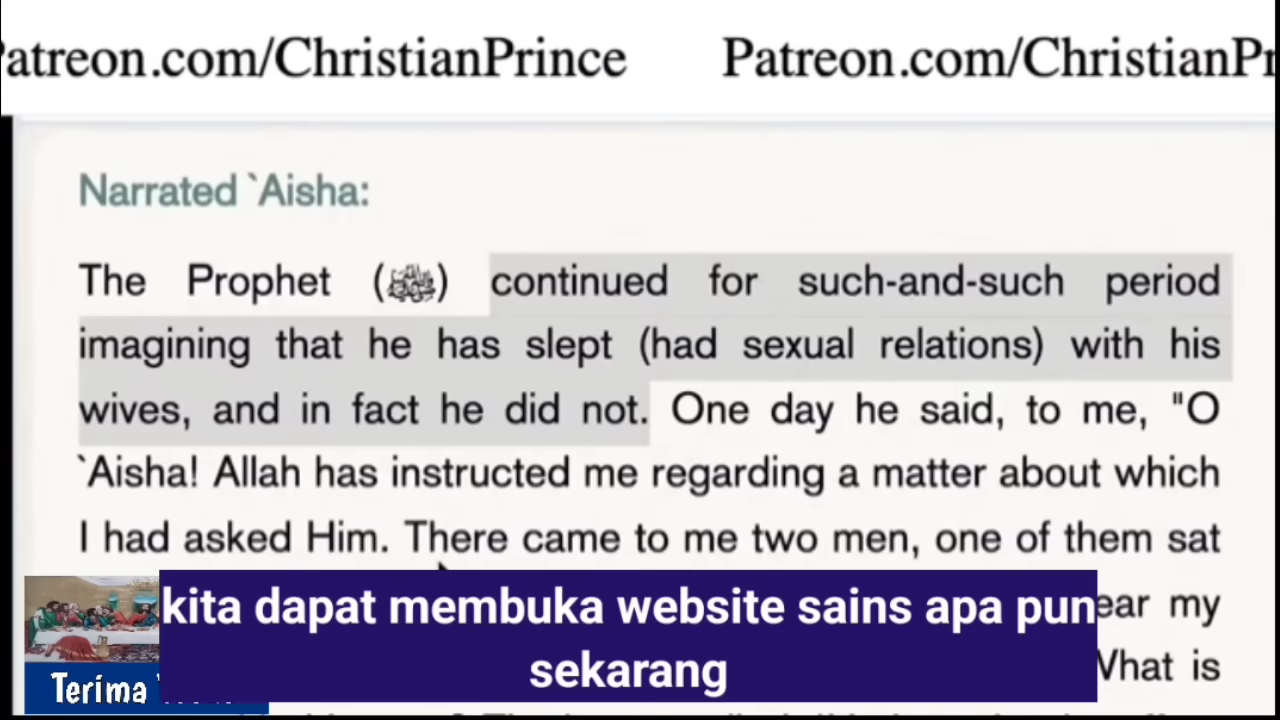 Patreon.com/ChristianPrince Patreon.com/ChristianPr
Narrated `Aisha:
The Prophet (ﷺ) continued for such-and-such period
imagining that he has slept (had sexual relations) with his
wives, and in fact he did not. One day he said, to me, "O
`Aisha! Allah has instructed me regarding a matter about which
I had asked Him. There came to me two men, one of them sat
ear my
What is
kita dapat membuka website sains apa pun
sekarang
Terima